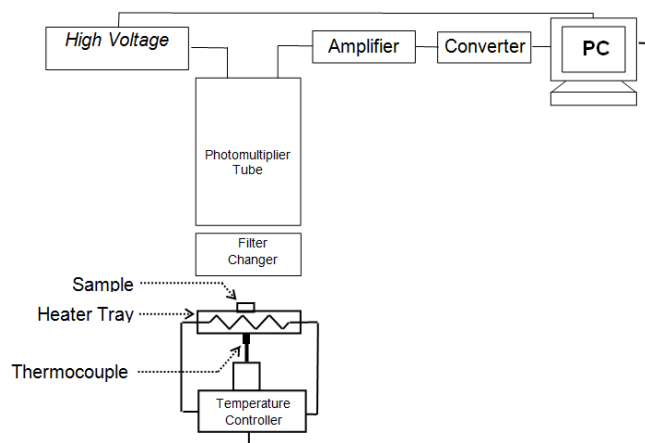 High Voltage
Amplifier
Converter
PC
Photomultiplier
Tube
Filter
Changer
Sample
Heater Tray
Thermocouple
Temperature
Controller